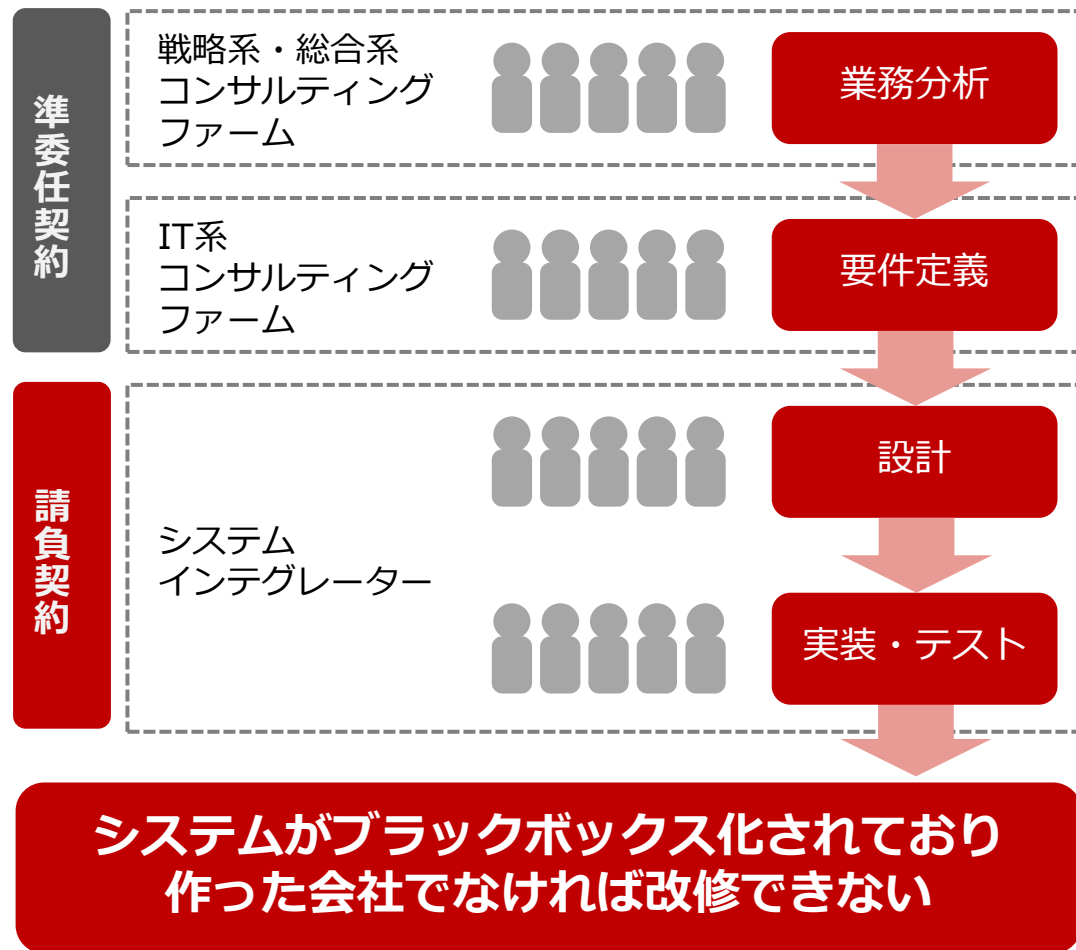 準委任契約
戦略系・総合系
コンサルティング
ファーム
業務分析
IT系
コンサルティング
ファーム
要件定義
請負契約
システム
インテグレーター
設計
実装・テスト
システムがブラックボックス化されており
作った会社でなければ改修できない